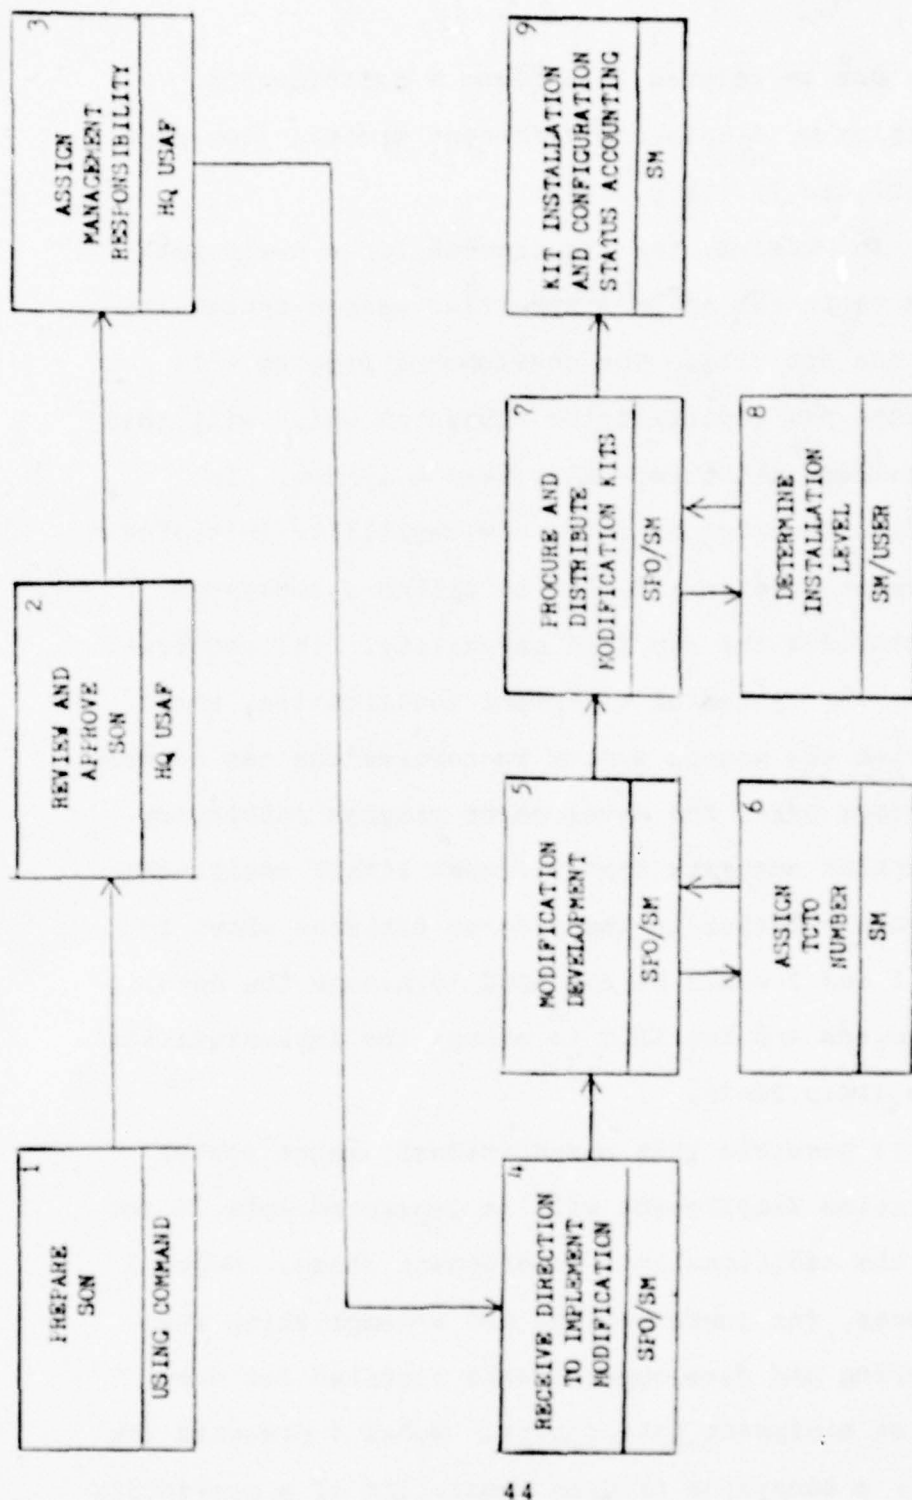 1
PREPARE
SON
USING COMMAND
2
REVIEW AND
APPROVE
SON
HQ USAF
3
ASSIGN
MANAGEMENT
RESPONSIBILITY
HQ USAF
4
RECEIVE DIRECTION
TO IMPLEMENT
MODIFICATION
SPO/SM
5
MODIFICATION
DEVELOPMENT
SPO/SM
6
ASSIGN
TCTO
NUMBER
SM
7
PROCURE AND
DISTRIBUTE
MODIFICATION KITS
SPO/SM
8
DETERMINE
INSTALLATION
LEVEL
SM/USER
9
KIT INSTALLATION
AND CONFIGURATION
STATUS ACCOUNTING
SM
44